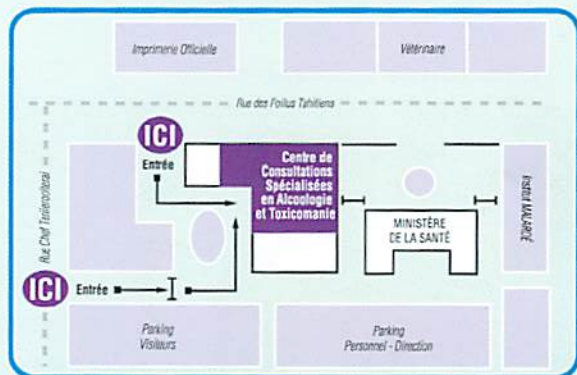 Imprimerie Officielle
Vétérinaire
Rue des Poilus Tahitiens
ICI
Entrée
Centre de
Consultations
Spécialisées
en Alcoologie
et Toxicomanie
MINISTÈRE
DE LA SANTÉ
Institut MALARDÉ
Rue Chef
ICI
Entrée
Parking
Visiteurs
Parking
Personnel - Direction